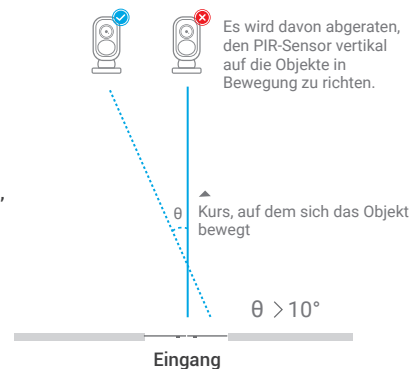 Es wird davon abgeraten,
den PIR-Sensor vertikal
auf die Objekte in
Bewegung zu richten.
,
θ
Kurs, auf dem sich das Objekt
bewegt
θ > 10°
Eingang